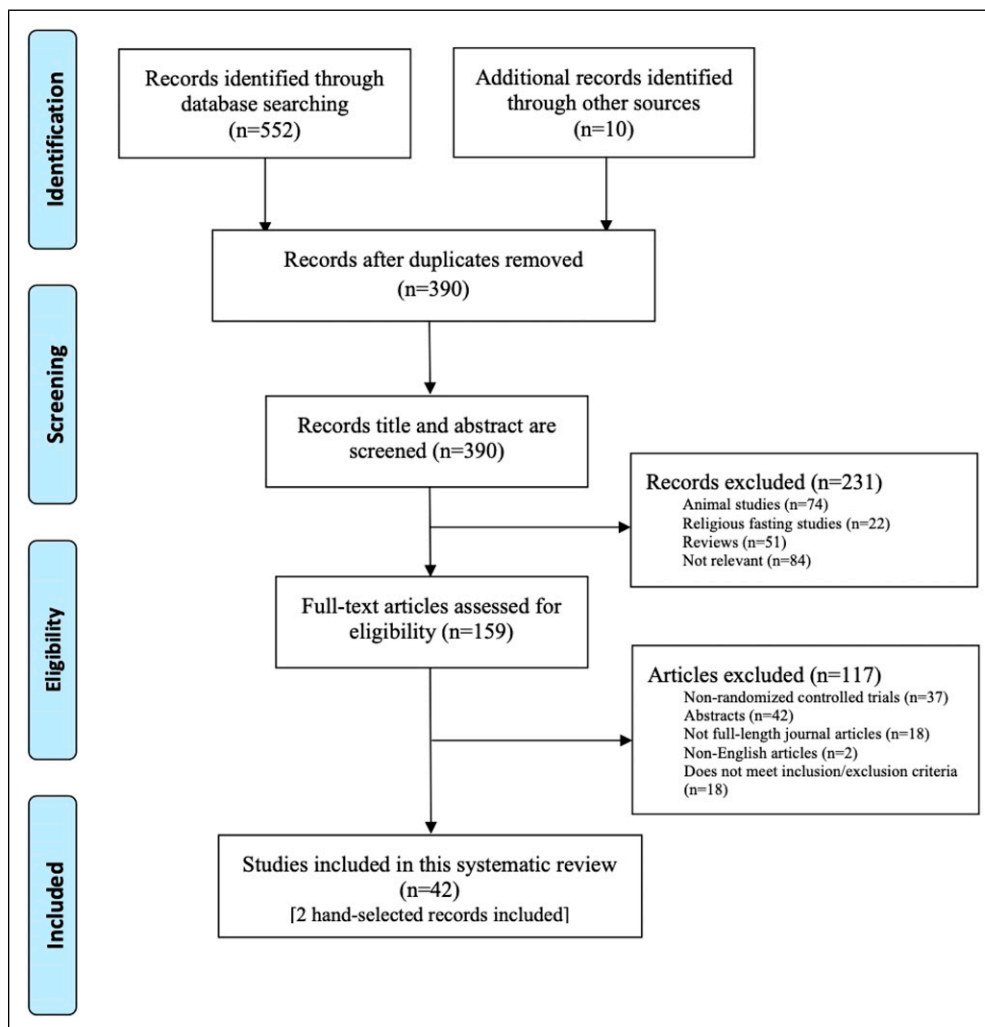 Identification
Records identified through
database searching
(n=552)
Additional records identified
through other sources
(n=10)
Records after duplicates removed
(n=390)
Screening
Records title and abstract are
screened (n=390)
Records excluded (n=231)
Animal studies (n=74)
Religious fasting studies (n=22)
Reviews (n=51)
Not relevant (n=84)
Eligibility
Full-text articles assessed for
eligibility (n=159)
Articles excluded (n=117)
Non-randomized controlled trials (n=37)
Abstracts (n=42)
Not full-length journal articles (n=18)
Non-English articles (n=2)
Does not meet inclusion/exclusion criteria
(n=18)
Included
Studies included in this systematic review
(n=42)
[2 hand-selected records included]